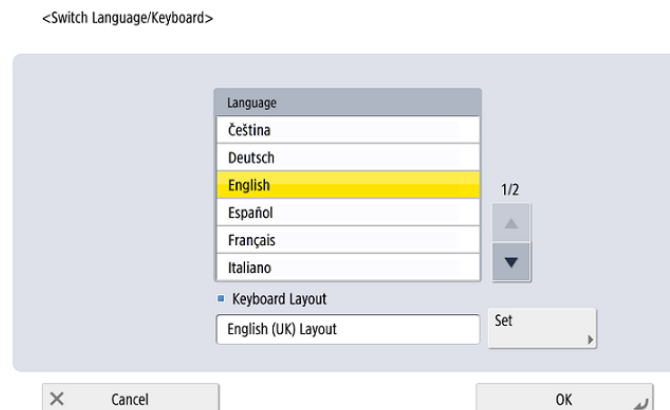 <Switch Language/Keyboard>
Language
Čeština
Deutsch
English
Español
Français
Italiano
1/2
Keyboard Layout
English (UK) Layout
Set
Cancel
OK